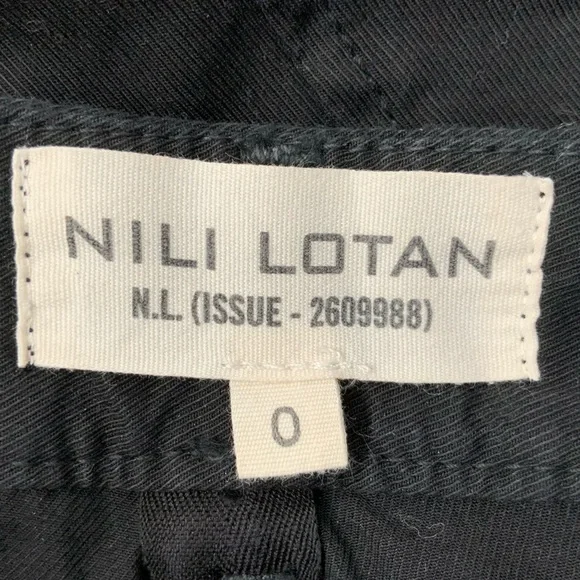 NILI LOTAN
N.L. (ISSUE - 2609988)
0